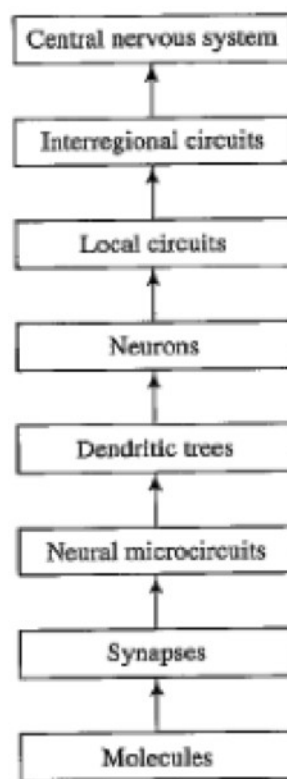 Central nervous system
Interregional circuits
Local circuits
Neurons
Dendritic trees
Neural microcircuits
Synapses
Molecules